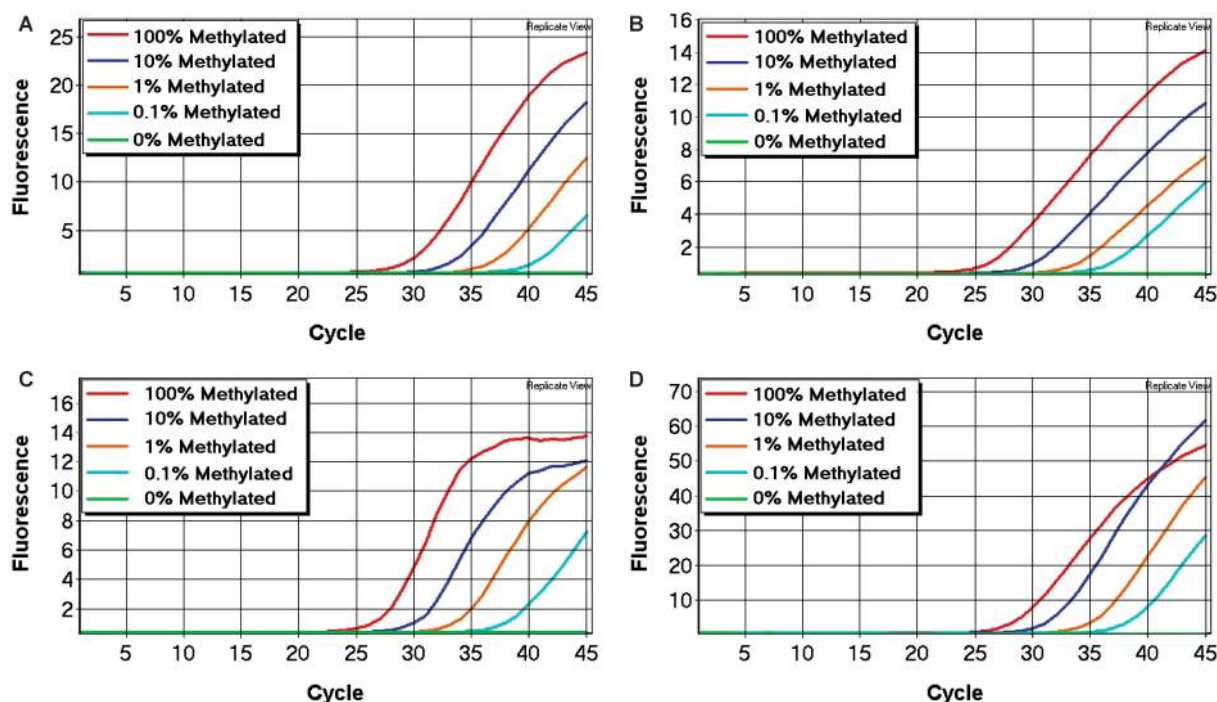 A
Replicate View
100% Methylated
10% Methylated
1% Methylated
0.1% Methylated
0% Methylated
Fluorescence
25
20
15
10
5
5 10 15 20 25 30 35 40 45
Cycle
B
Replicate View
100% Methylated
10% Methylated
1% Methylated
0.1% Methylated
0% Methylated
Fluorescence
16
14
12
10
8
6
4
2
5 10 15 20 25 30 35 40 45
Cycle
C
Replicate View
100% Methylated
10% Methylated
1% Methylated
0.1% Methylated
0% Methylated
Fluorescence
16
14
12
10
8
6
4
2
5 10 15 20 25 30 35 40 45
Cycle
D
Replicate View
100% Methylated
10% Methylated
1% Methylated
0.1% Methylated
0% Methylated
Fluorescence
70
60
50
40
30
20
10
5 10 15 20 25 30 35 40 45
Cycle